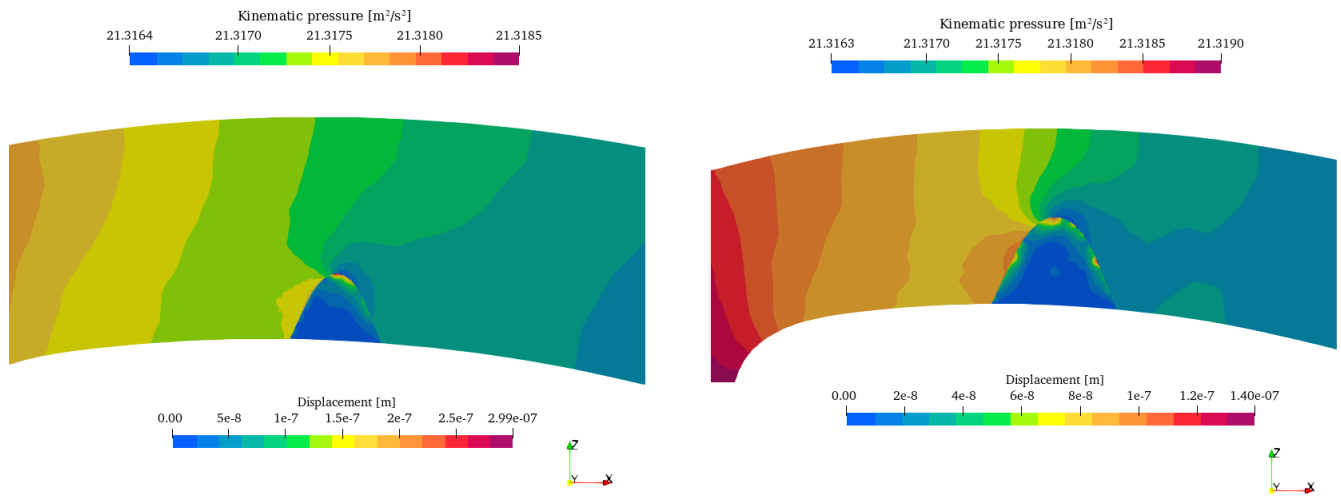 Kinematic pressure [m²/s²]
21.3164 21.3170 21.3175 21.3180 21.3185
Displacement [m]
0.00 5e-8 1e-7 1.5e-7 2e-7 2.5e-7 2.99e-07
Z
Y X
Kinematic pressure [m²/s²]
21.3163 21.3170 21.3175 21.3180 21.3185 21.3190
Displacement [m]
0.00 2e-8 4e-8 6e-8 8e-8 1e-7 1.2e-7 1.40e-07
Z
Y X